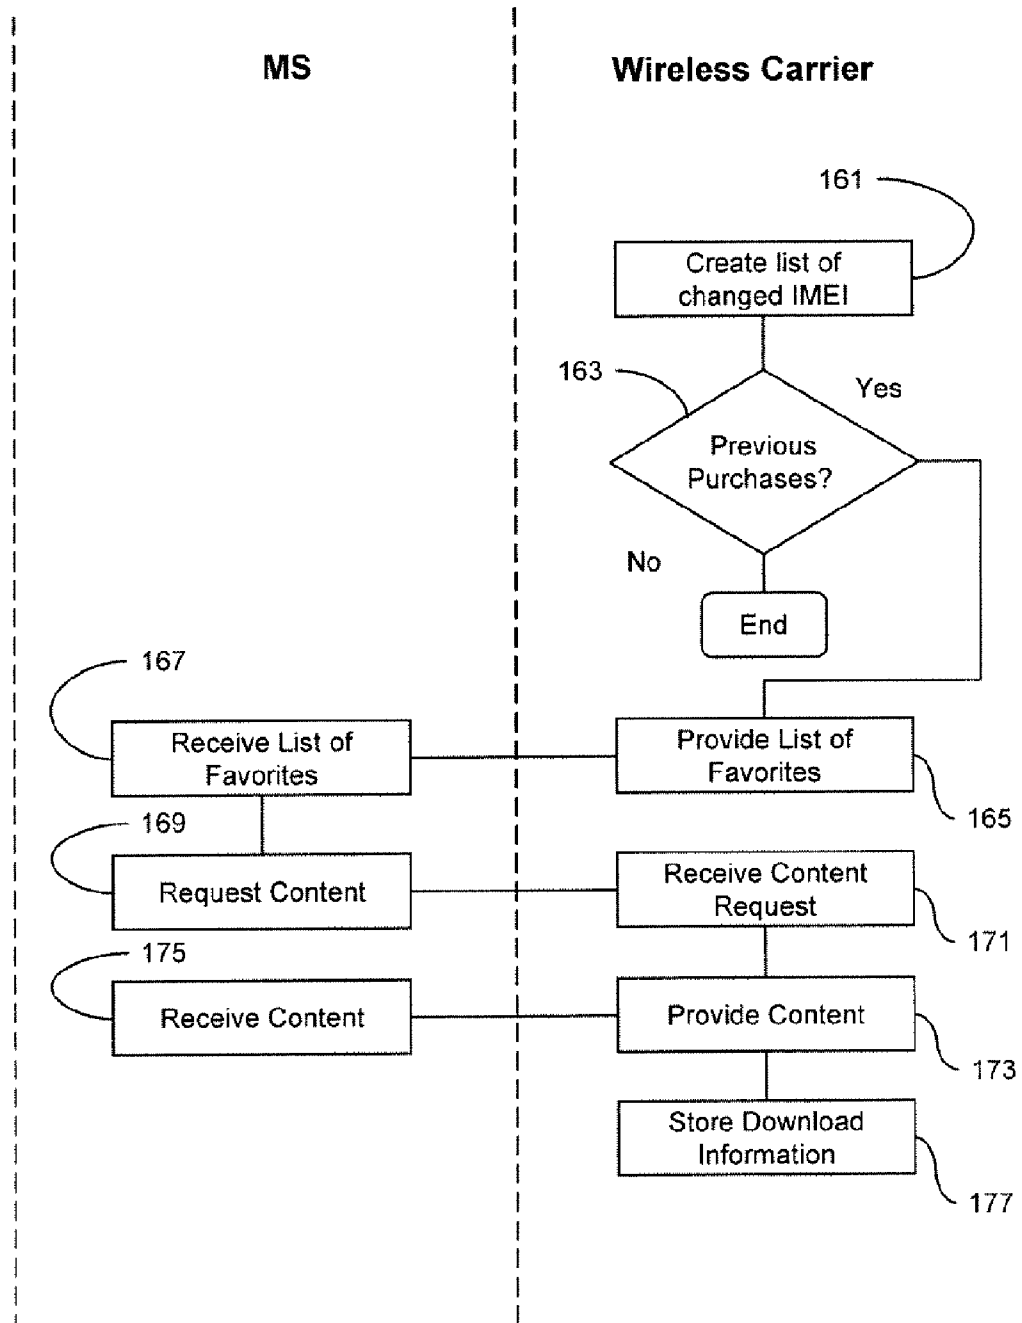 MS
Wireless Carrier
161
Create list of
changed IMEI
163
Yes
Previous
Purchases?
No
End
167
Receive List of
Favorites
Provide List of
Favorites
165
169
Request Content
Receive Content
Request
171
175
Receive Content
Provide Content
173
Store Download
Information
177